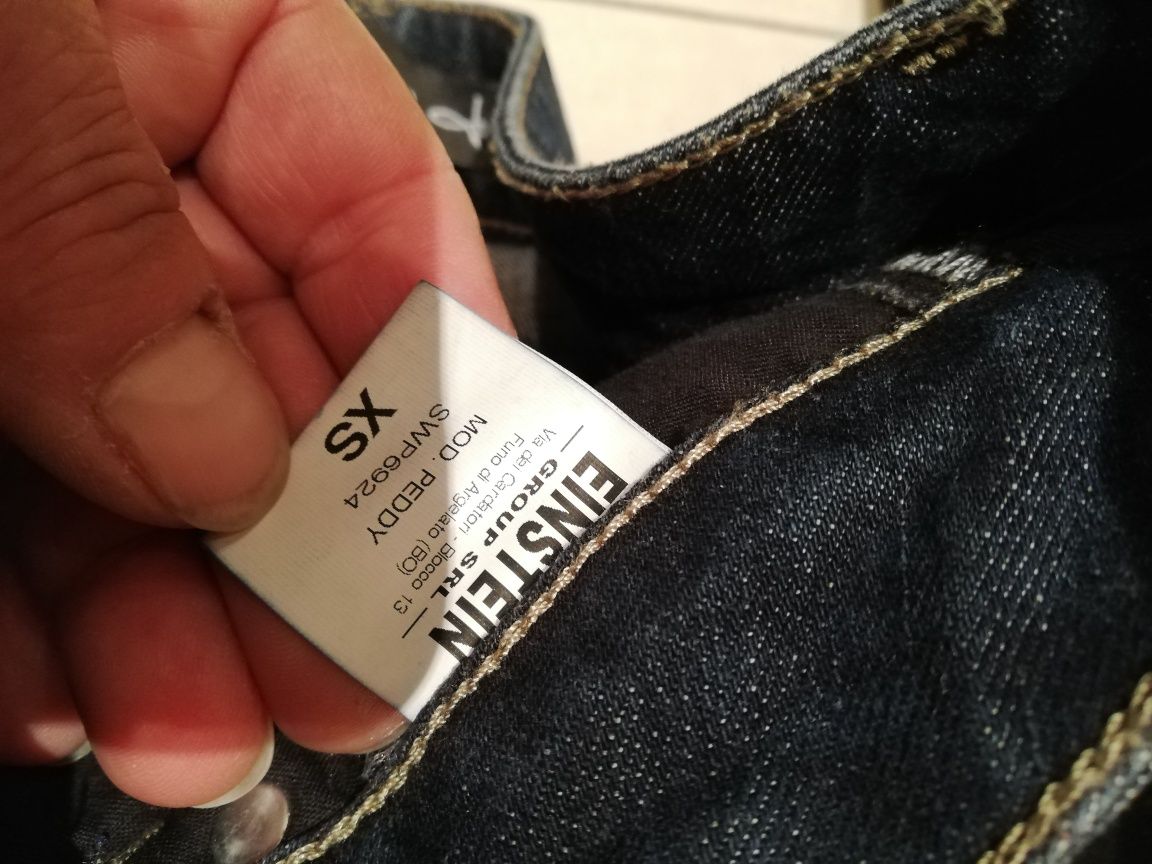 EINSTEIN
GROUP SRL
Via dei Cardatori, Blocco 13
Funo di Argelato (BO)
MOD. PEDDY
SWP6924
XS